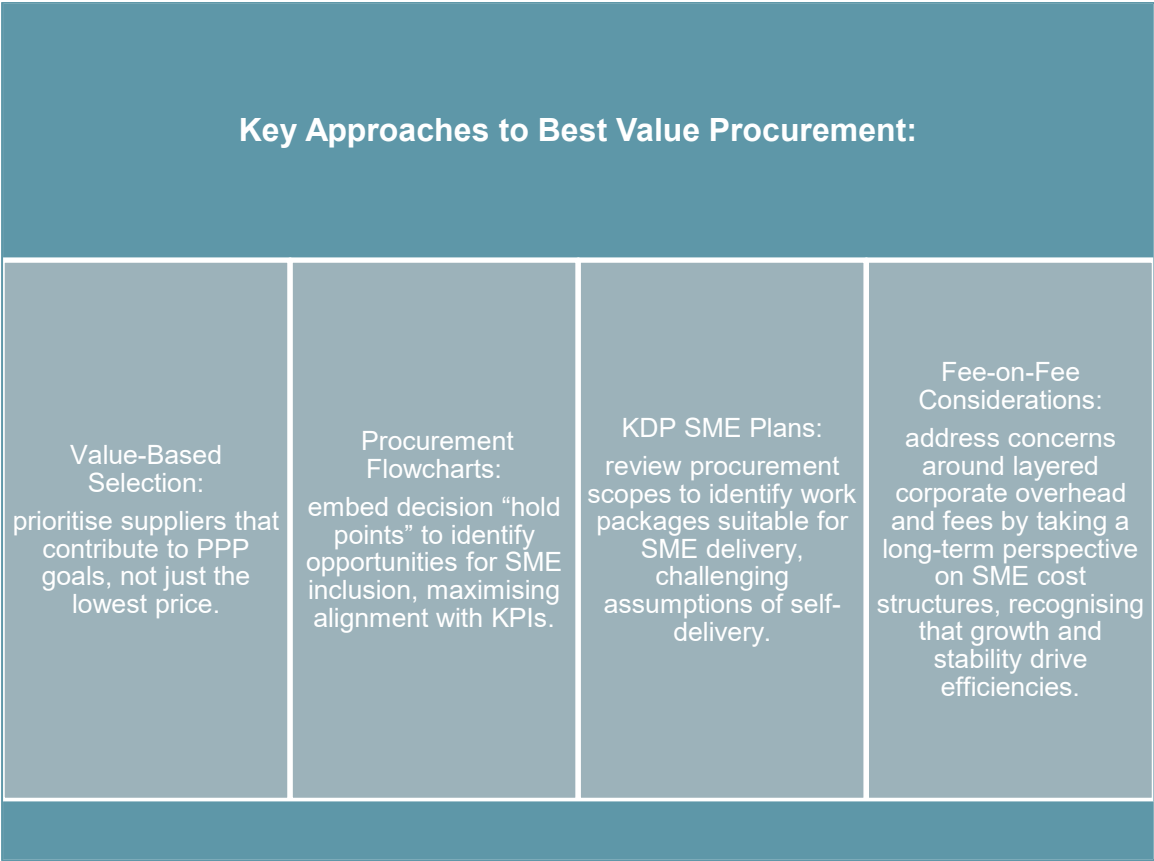 Key Approaches to Best Value Procurement:
Value-Based
Selection:
prioritise suppliers that
contribute to PPP
goals, not just the
lowest price.
Procurement
Flowcharts:
embed decision “hold
points” to identify
opportunities for SME
inclusion, maximising
alignment with KPIs.
KDP SME Plans:
review procurement
scopes to identify work
packages suitable for
SME delivery,
challenging
assumptions of self-
delivery.
Fee-on-Fee
Considerations:
address concerns
around layered
corporate overhead
and fees by taking a
long-term perspective
on SME cost
structures, recognising
that growth and
stability drive
efficiencies.